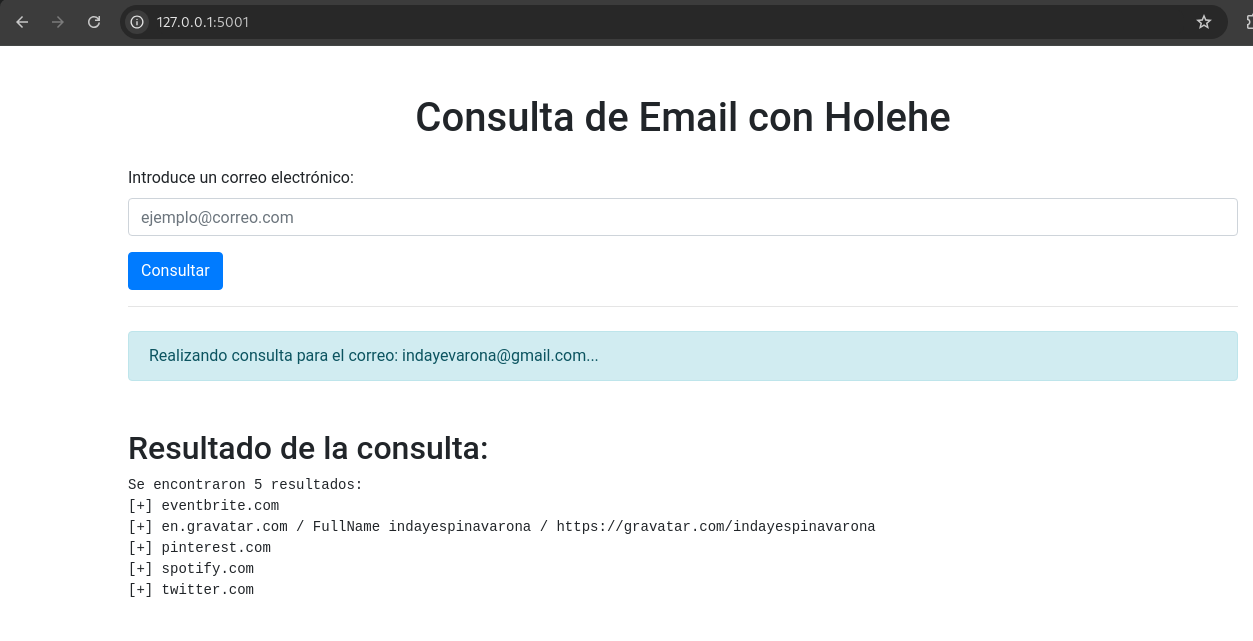 127.0.0.1:5001
Consulta de Email con Holehe
Introduce un correo electrónico:
ejemplo@correo.com
Consultar
Realizando consulta para el correo: indayevarona@gmail.com...
Resultado de la consulta:
Se encontraron 5 resultados:
[+] eventbrite.com
[+] en.gravatar.com / FullName indayespinavarona / https://gravatar.com/indayespinavarona
[+] pinterest.com
[+] spotify.com
[+] twitter.com